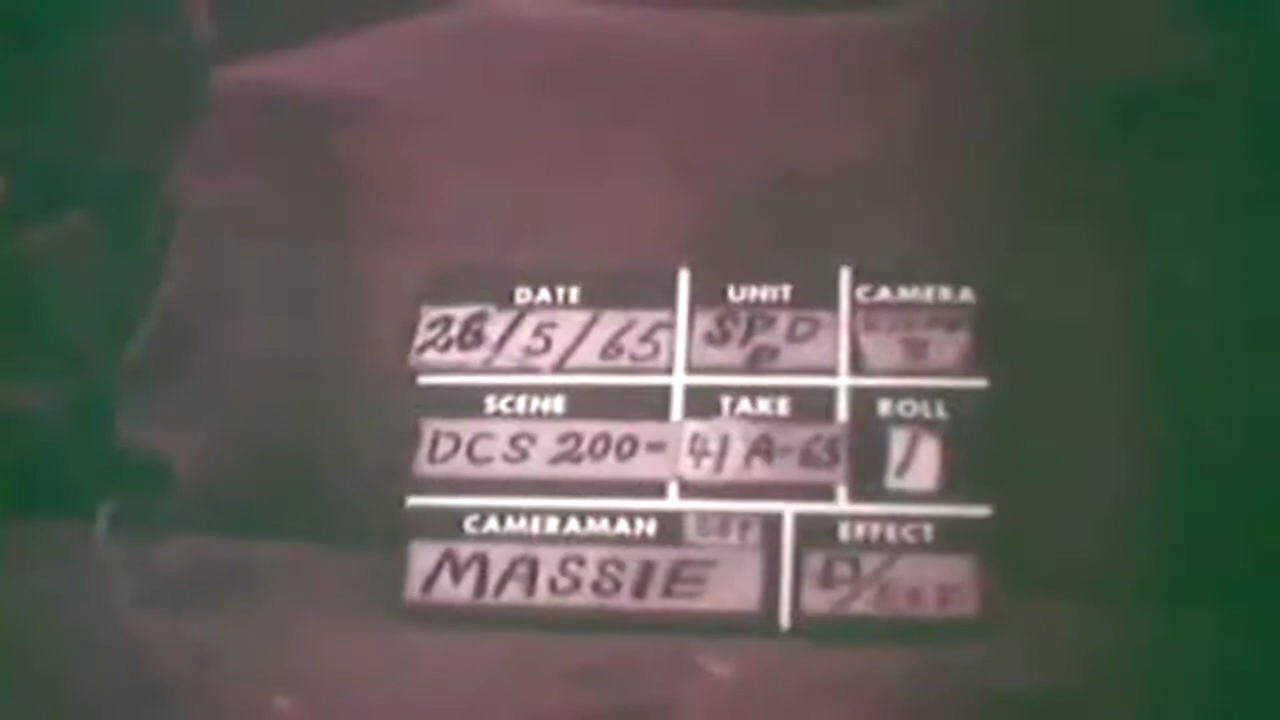 DATE UNIT CAMERA
26/5/65 SPD
P
SCENE TAKE ROLL
DCS 200- 41 A-65 1
CAMERAMAN EFFECT
MASSIE D/